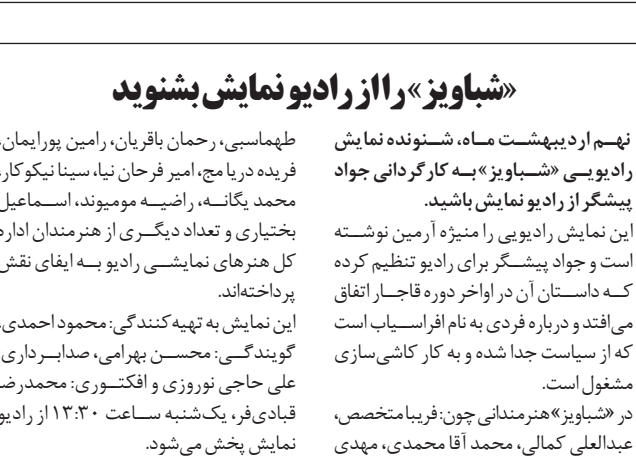 «شباویز» را از رادیو نمایش بشنوید
نهم اردیبهشت ماه، شنونده نمایش
رادیویی «شباویز» به کارگردانی جواد
پیشگر از رادیو نمایش باشید.
این نمایش رادیویی را منیژه آرمین نوشته
است و جواد پیشگر برای رادیو تنظیم کرده
که داستان آن در اواخر دوره قاجار اتفاق
می‌افتد و درباره فردی به نام افراسیاب است
که از سیاست جدا شده و به کار کاشی‌سازی
مشغول است.
در «شباویز» هنرمندانی چون: فریبا متخصص،
عبدالعلی کمالی، محمد آقا محمدی، مهدی
طهماسبی، رحمان باقریان، رامین پورایمان،
فریده دریا مج، امیر فرحان نیا، سینا نیکوکار،
محمد یگانه، راضیه مومیوند، اسماعیل
بختیاری و تعداد دیگری از هنرمندان اداره
کل هنرهای نمایشی رادیو به ایفای نقش
پرداخته‌اند.
این نمایش به تهیه‌کنندگی: محمود احمدی،
گویندگی: محسن بهرامی، صدابرداری
علی حاجی نوروزی و افکتوری: محمدرضا
قبادی‌فر، یک‌شنبه ساعت ۱۳:۳۰ از رادیو
نمایش پخش می‌شود.